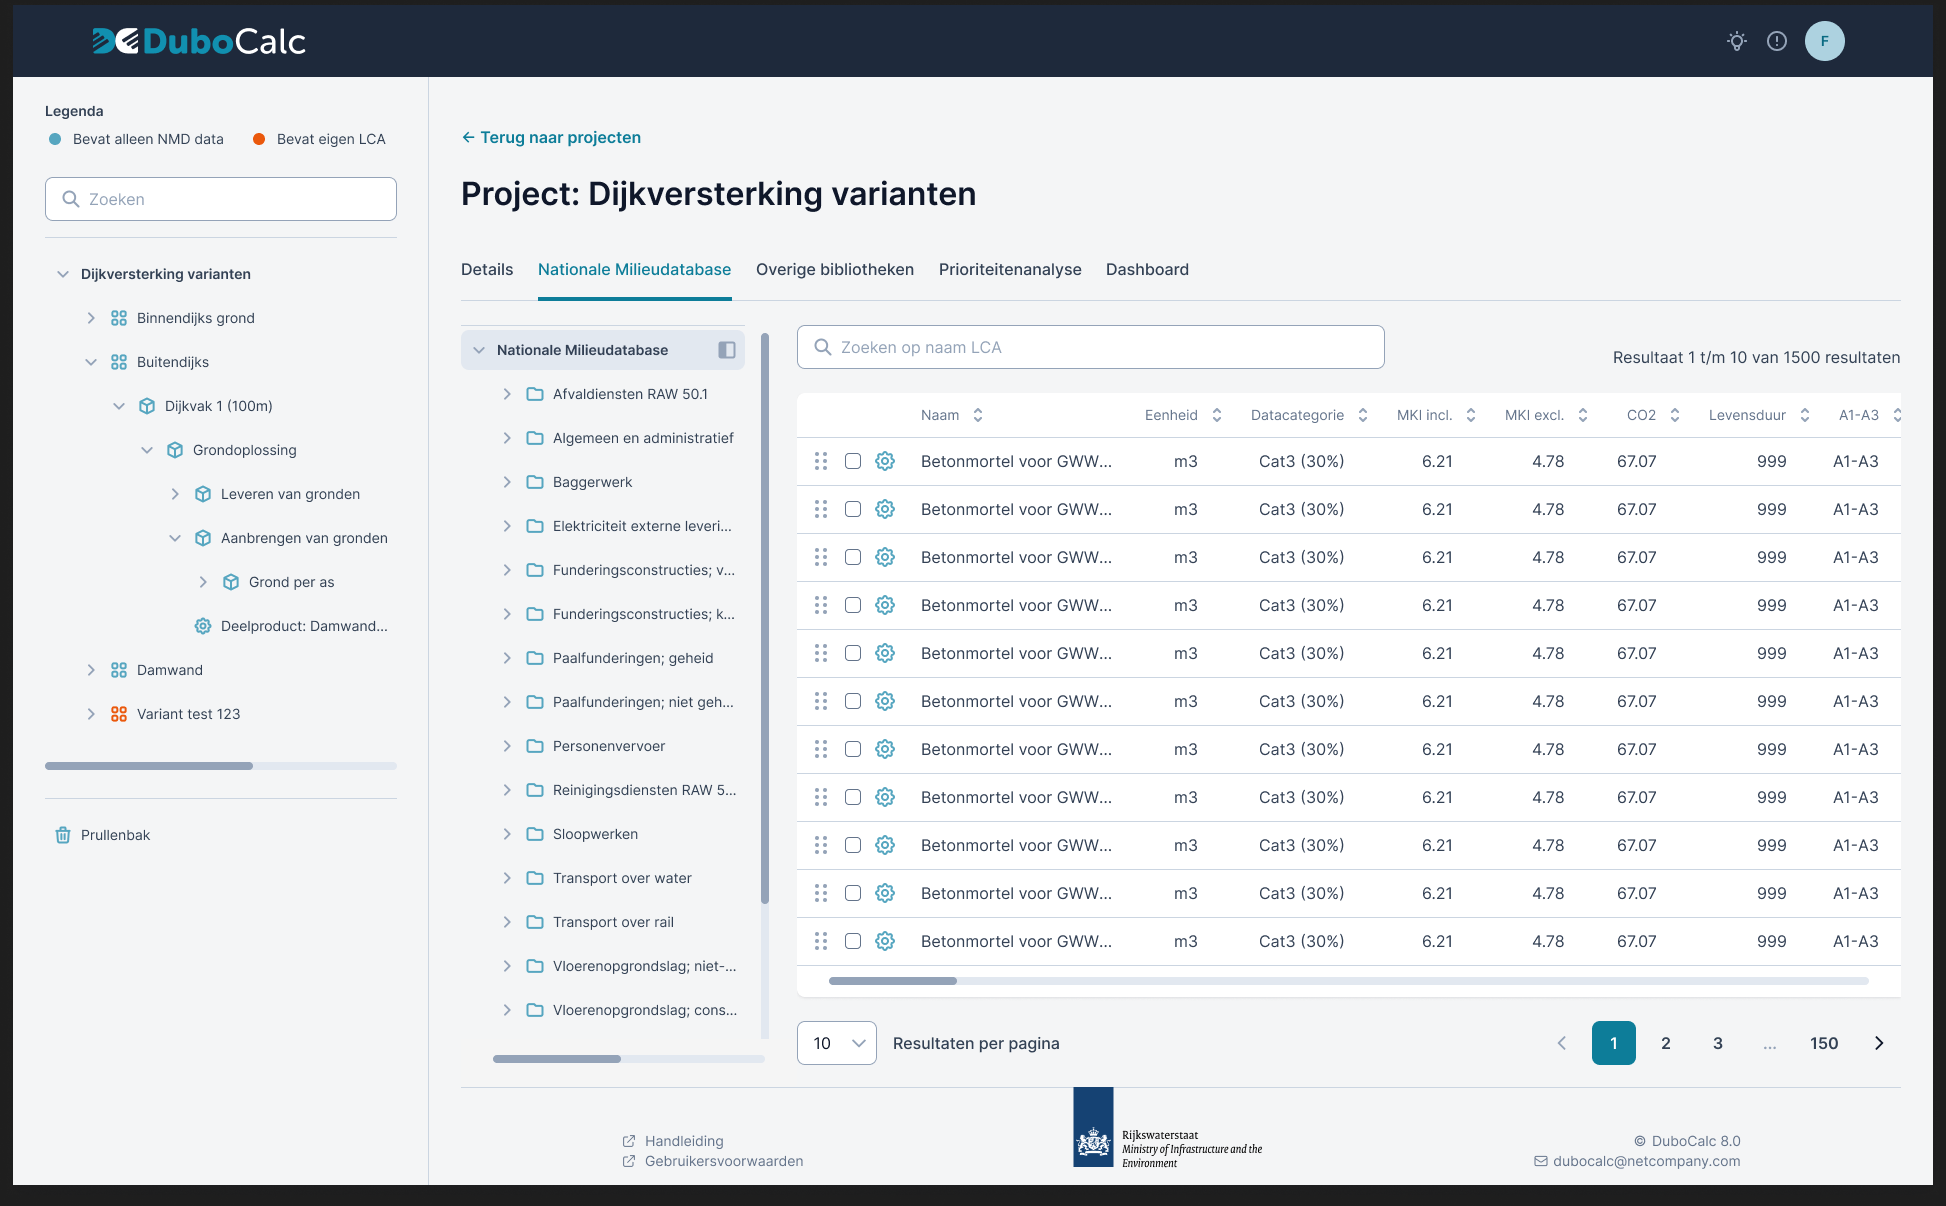 DuboCalc
F
Legenda
Bevat alleen NMD data
Bevat eigen LCA
Zoeken
Dijkversterking varianten
Binnendijks grond
Buitendijks
Dijkvak 1 (100m)
Grondoplossing
Leveren van gronden
Aanbrengen van gronden
Grond per as
Deelproduct: Damwand...
Damwand
Variant test 123
Prullenbak
← Terug naar projecten
Project: Dijkversterking varianten
Details Nationale Milieudatabase Overige bibliotheken Prioriteitenanalyse Dashboard
Nationale Milieudatabase
Afvaldiensten RAW 50.1
Algemeen en administratief
Baggerwerk
Elektriciteit externe leveri...
Funderingsconstructies; v...
Funderingsconstructies; k...
Paalfunderingen; geheid
Paalfunderingen; niet geh...
Personenvervoer
Reinigingsdiensten RAW 5...
Sloopwerken
Transport over water
Transport over rail
Vloerenopgrondslag; niet-...
Vloerenopgrondslag; cons...
Zoeken op naam LCA
Resultaat 1 t/m 10 van 1500 resultaten
Naam Eenheid Datacategorie MKI incl. MKI excl. CO2 Levensduur A1-A3
Betonmortel voor GWW... m3 Cat3 (30%) 6.21 4.78 67.07 999 A1-A3
Betonmortel voor GWW... m3 Cat3 (30%) 6.21 4.78 67.07 999 A1-A3
Betonmortel voor GWW... m3 Cat3 (30%) 6.21 4.78 67.07 999 A1-A3
Betonmortel voor GWW... m3 Cat3 (30%) 6.21 4.78 67.07 999 A1-A3
Betonmortel voor GWW... m3 Cat3 (30%) 6.21 4.78 67.07 999 A1-A3
Betonmortel voor GWW... m3 Cat3 (30%) 6.21 4.78 67.07 999 A1-A3
Betonmortel voor GWW... m3 Cat3 (30%) 6.21 4.78 67.07 999 A1-A3
Betonmortel voor GWW... m3 Cat3 (30%) 6.21 4.78 67.07 999 A1-A3
Betonmortel voor GWW... m3 Cat3 (30%) 6.21 4.78 67.07 999 A1-A3
Betonmortel voor GWW... m3 Cat3 (30%) 6.21 4.78 67.07 999 A1-A3
Betonmortel voor GWW... m3 Cat3 (30%) 6.21 4.78 67.07 999 A1-A3
10 Resultaten per pagina
1 2 3 ... 150
Handleiding
Gebruikersvoorwaarden
Rijkswaterstaat
Ministry of Infrastructure and the
Environment
© DuboCalc 8.0
dubocalc@netcompany.com